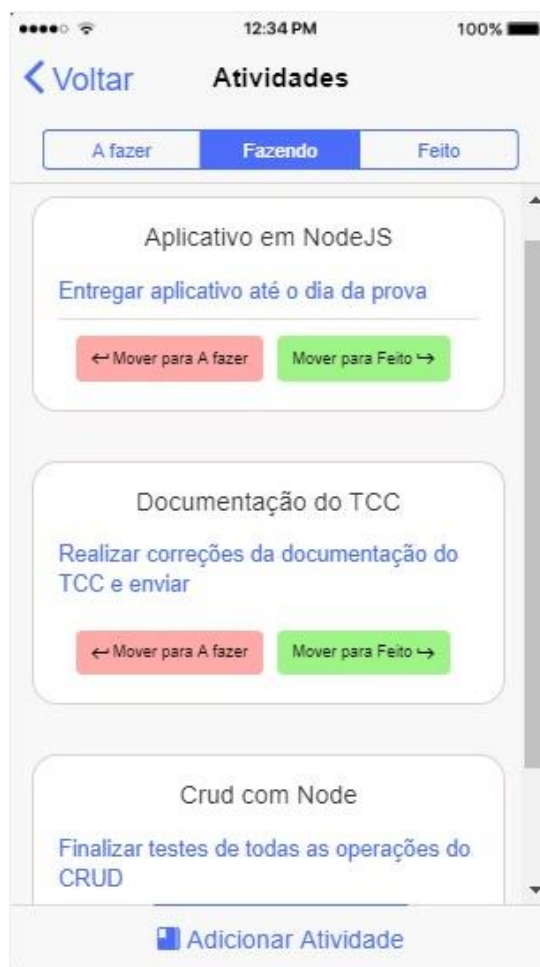 12:34 PM 100%
Voltar Atividades
A fazer Fazendo Feito
Aplicativo em NodeJS
Entregar aplicativo até o dia da prova
← Mover para A fazer Mover para Feito →
Documentação do TCC
Realizar correções da documentação do
TCC e enviar
← Mover para A fazer Mover para Feito →
Crud com Node
Finalizar testes de todas as operações do
CRUD
Adicionar Atividade